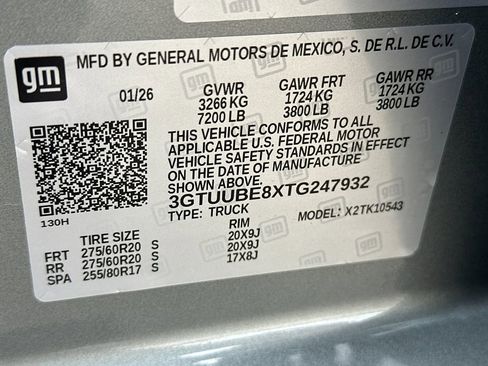 gm
MFD BY GENERAL MOTORS DE MEXICO, S. DE R.L. DE C.V.
01/26 GVWR GAWR FRT GAWR RR
3266 KG 1724 KG 1724 KG
7200 LB 3800 LB 3800 LB
THIS VEHICLE CONFORMS TO ALL
APPLICABLE U.S. FEDERAL MOTOR
VEHICLE SAFETY STANDARDS IN EFFECT
ON THE DATE OF MANUFACTURE
SHOWN ABOVE.
3GTUUBE8XTG247932
TYPE: TRUCK MODEL: X2TK10543
130H
TIRE SIZE RIM
FRT 275/60R20 S 20X9J
RR 275/60R20 S 20X9J
SPA 255/80R17 S 17X8J